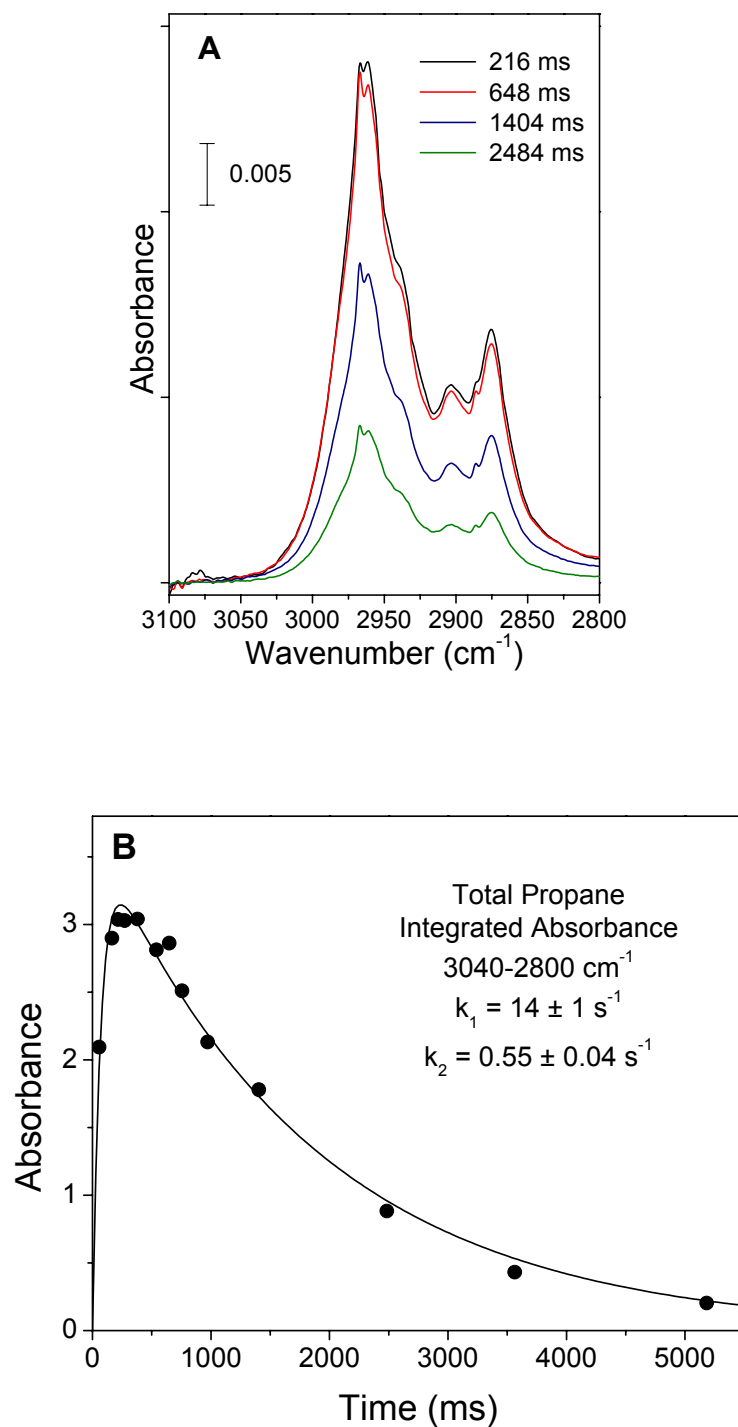 A
216 ms
648 ms
1404 ms
2484 ms
0.005
Absorbance
3100 3050 3000 2950 2900 2850 2800
Wavenumber (cm⁻¹)
B
Total Propane
Integrated Absorbance
3040-2800 cm⁻¹
k₁ = 14 ± 1 s⁻¹
k₂ = 0.55 ± 0.04 s⁻¹
3
2
1
0
Absorbance
0 1000 2000 3000 4000 5000
Time (ms)